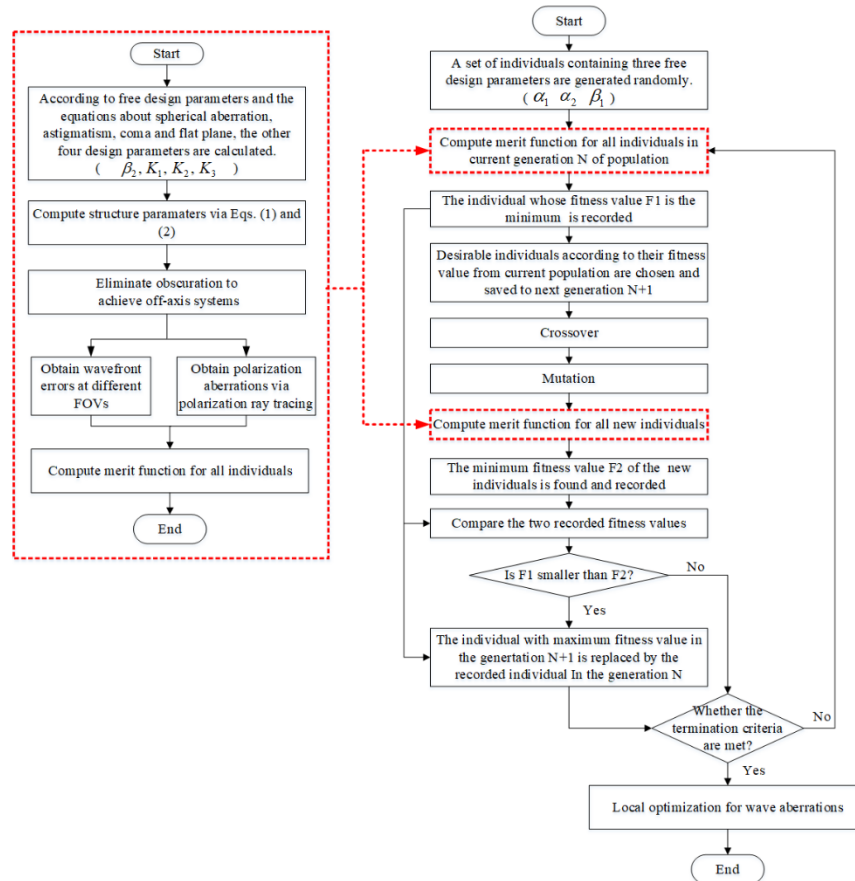 Start
According to free design parameters and the
equations about spherical aberration,
astigmatism, coma and flat plane, the other
four design parameters are calculated.
( β₂, K₁, K₂, K₃ )
Compute structure paramaters via Eqs. (1) and
(2)
Eliminate obscuration to
achieve off-axis systems
Obtain wavefront
errors at different
FOVs
Obtain polarization
aberrations via
polarization ray tracing
Compute merit function for all individuals
End
Start
A set of individuals containing three free
design parameters are generated randomly.
( α₁ α₂ β₁ )
Compute merit function for all individuals in
current generation N of population
The individual whose fitness value F1 is the
minimum is recorded
Desirable individuals according to their fitness
value from current population are chosen and
saved to next generation N+1
Crossover
Mutation
Compute merit function for all new individuals
The minimum fitness value F2 of the new
individuals is found and recorded
Compare the two recorded fitness values
Is F1 smaller than F2?
No
Yes
The individual with maximum fitness value in
the genertation N+1 is replaced by the
recorded individual In the generation N
Whether the
termination criteria
are met?
No
Yes
Local optimization for wave aberrations
End